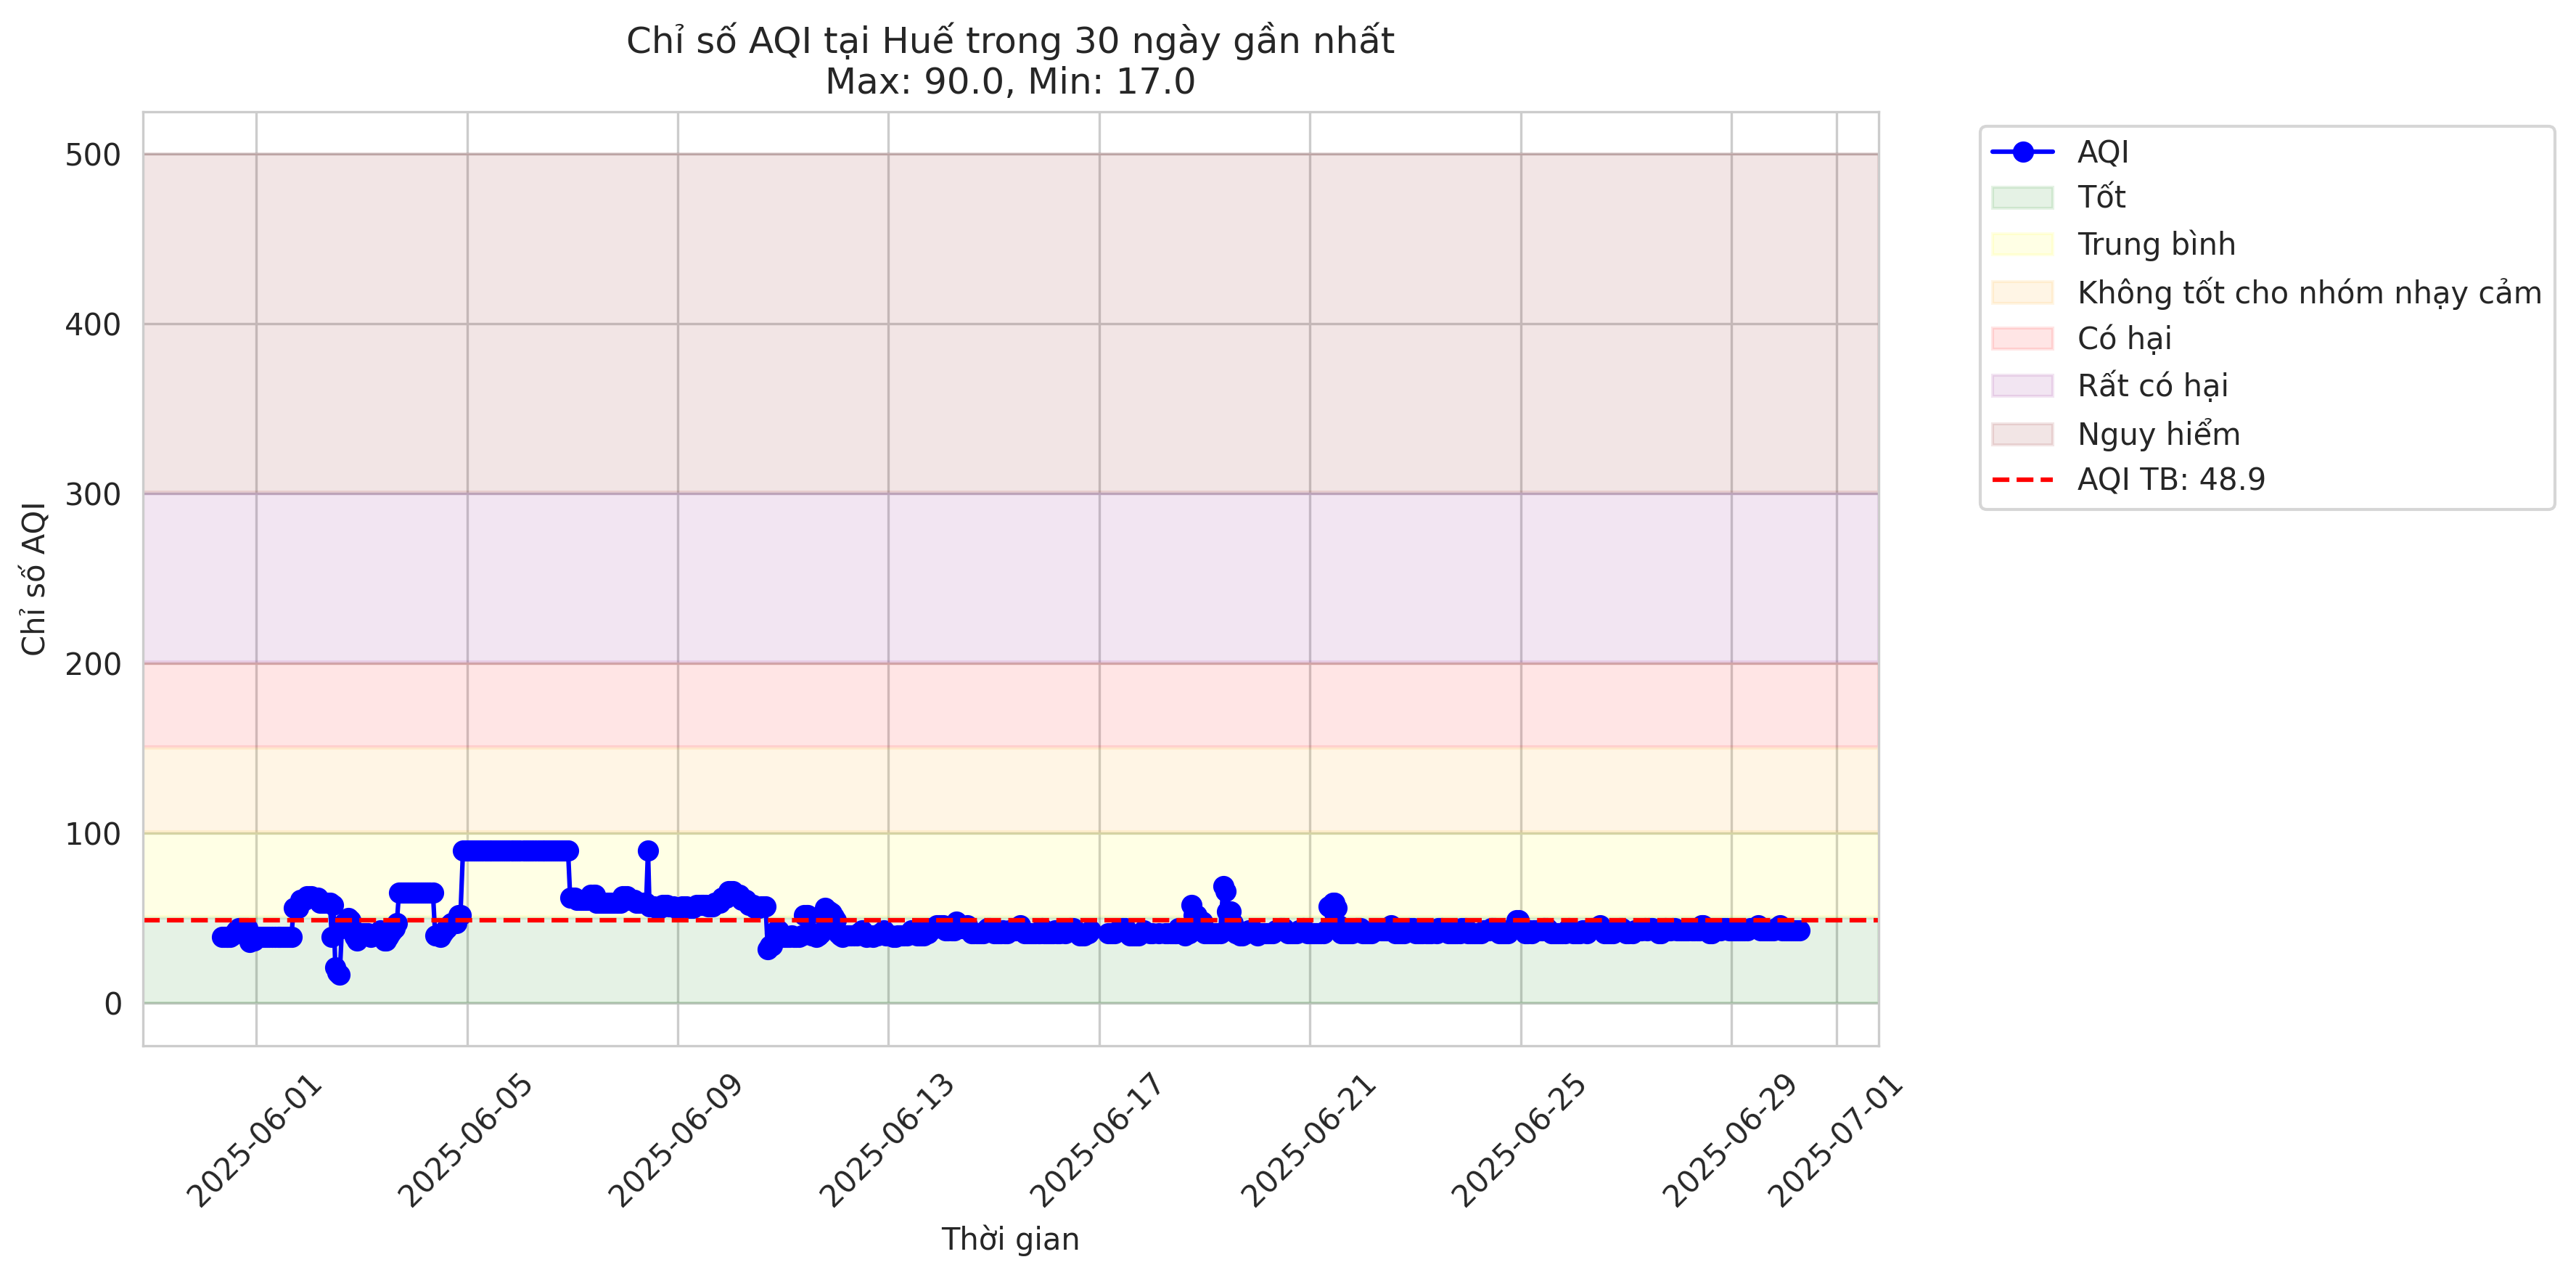 Chỉ số AQI tại Huế trong 30 ngày gần nhất
Max: 90.0, Min: 17.0
Chỉ số AQI
500
400
300
200
100
0
2025-06-01
2025-06-05
2025-06-09
2025-06-13
2025-06-17
2025-06-21
2025-06-25
2025-06-29
2025-07-01
Thời gian
AQI
Tốt
Trung bình
Không tốt cho nhóm nhạy cảm
Có hại
Rất có hại
Nguy hiểm
AQI TB: 48.9